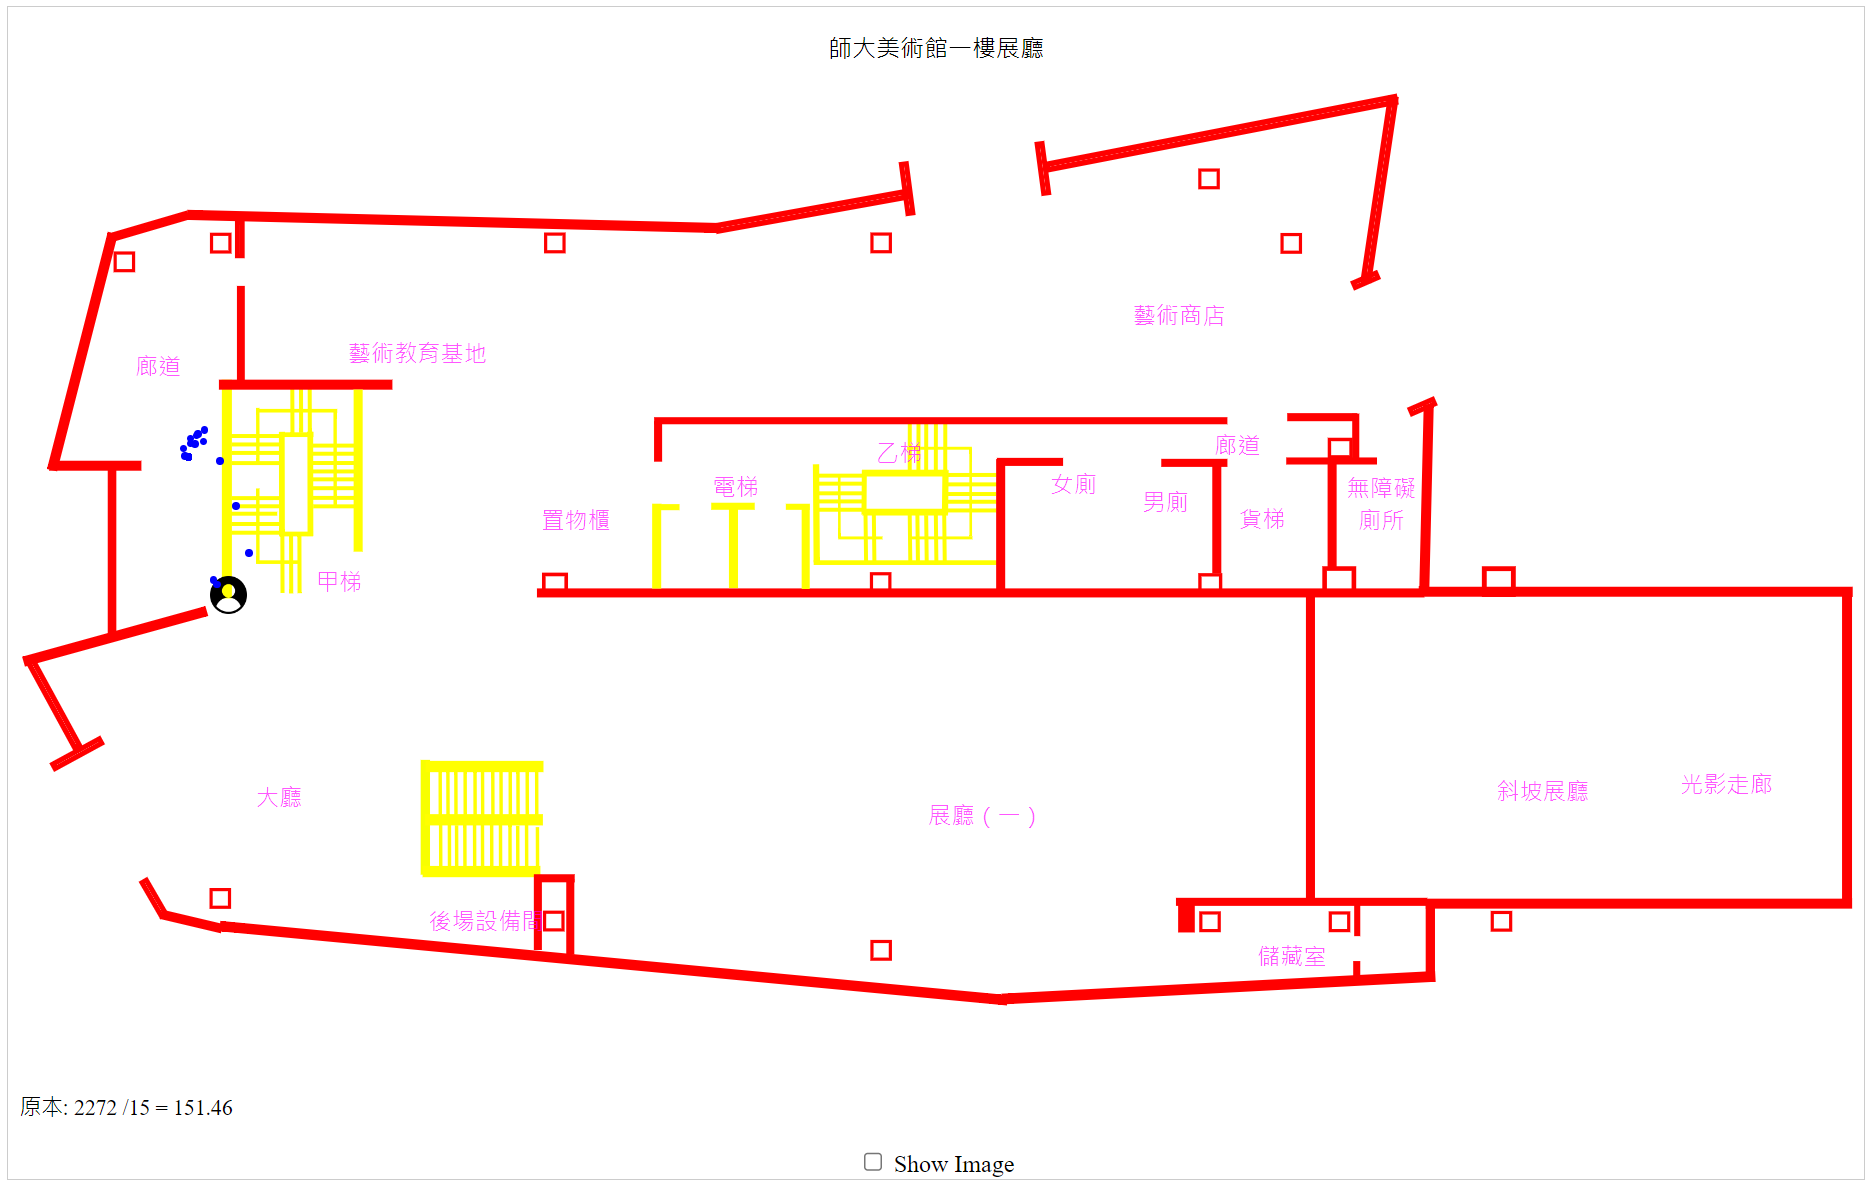 師大美術館一樓展廳
藝術商店
藝術教育基地
廊道
廊道
乙梯
電梯
女廁
無障礙
廁所
男廁
置物櫃
貨梯
甲梯
光影走廊
斜坡展廳
大廳
展廳 ( 一 )
後場設備間
儲藏室
原本: 2272 /15 = 151.46
Show Image